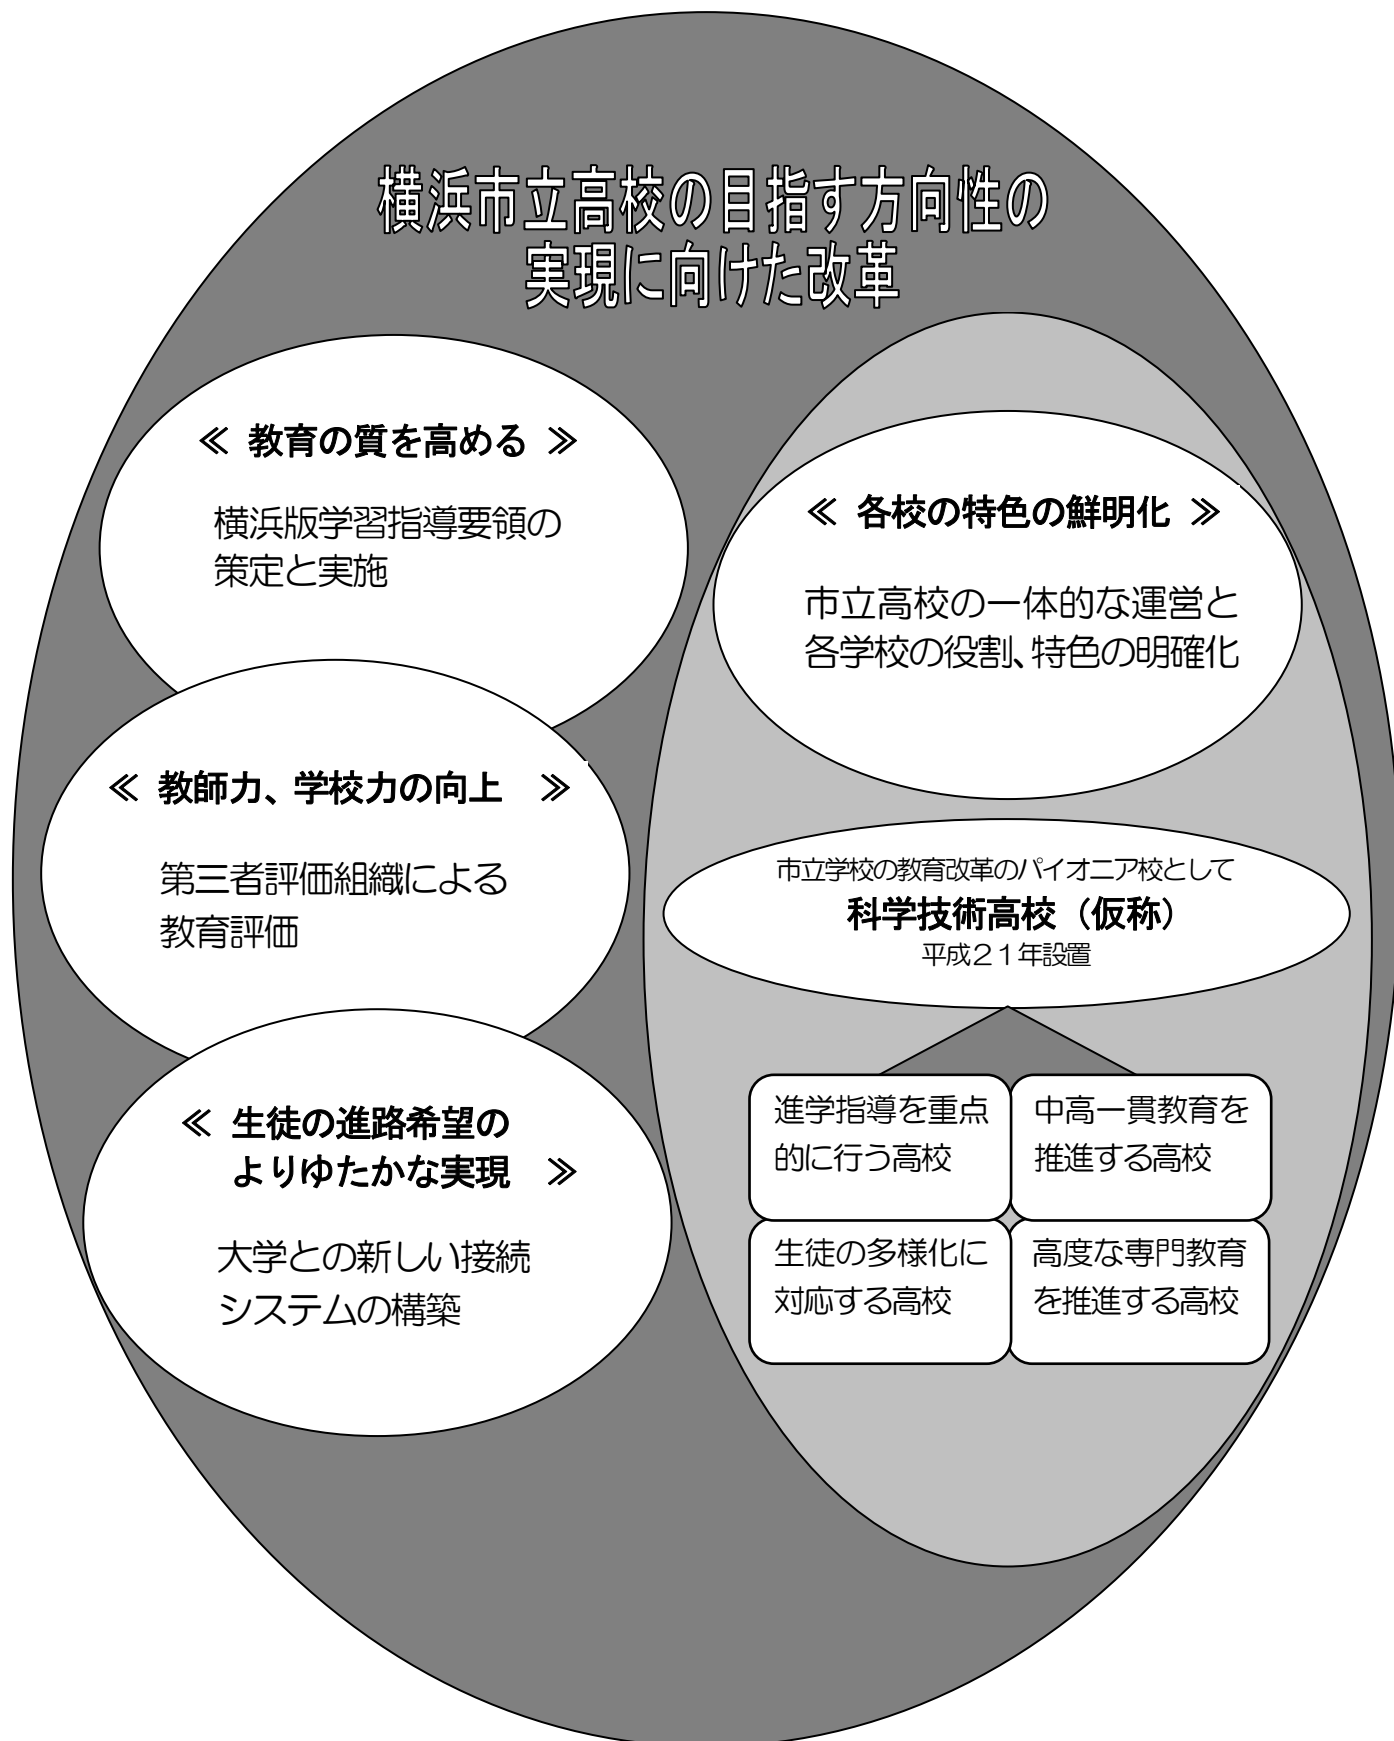 横浜市立高校の目指す方向性の
実現に向けた改革
≪ 教育の質を高める ≫
横浜版学習指導要領の
策定と実施
≪ 教師力、学校力の向上 ≫
第三者評価組織による
教育評価
≪ 生徒の進路希望の
よりゆたかな実現 ≫
大学との新しい接続
システムの構築
≪ 各校の特色の鮮明化 ≫
市立高校の一体的な運営と
各学校の役割、特色の明確化
市立学校の教育改革のパイオニア校として
科学技術高校（仮称）
平成２１年設置
進学指導を重点
的に行う高校
中高一貫教育を
推進する高校
生徒の多様化に
対応する高校
高度な専門教育
を推進する高校